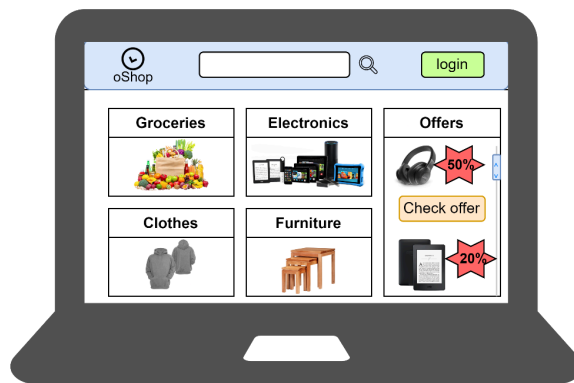 oShop
login
Groceries
Electronics
Offers
50%
Check offer
Clothes
Furniture
20%